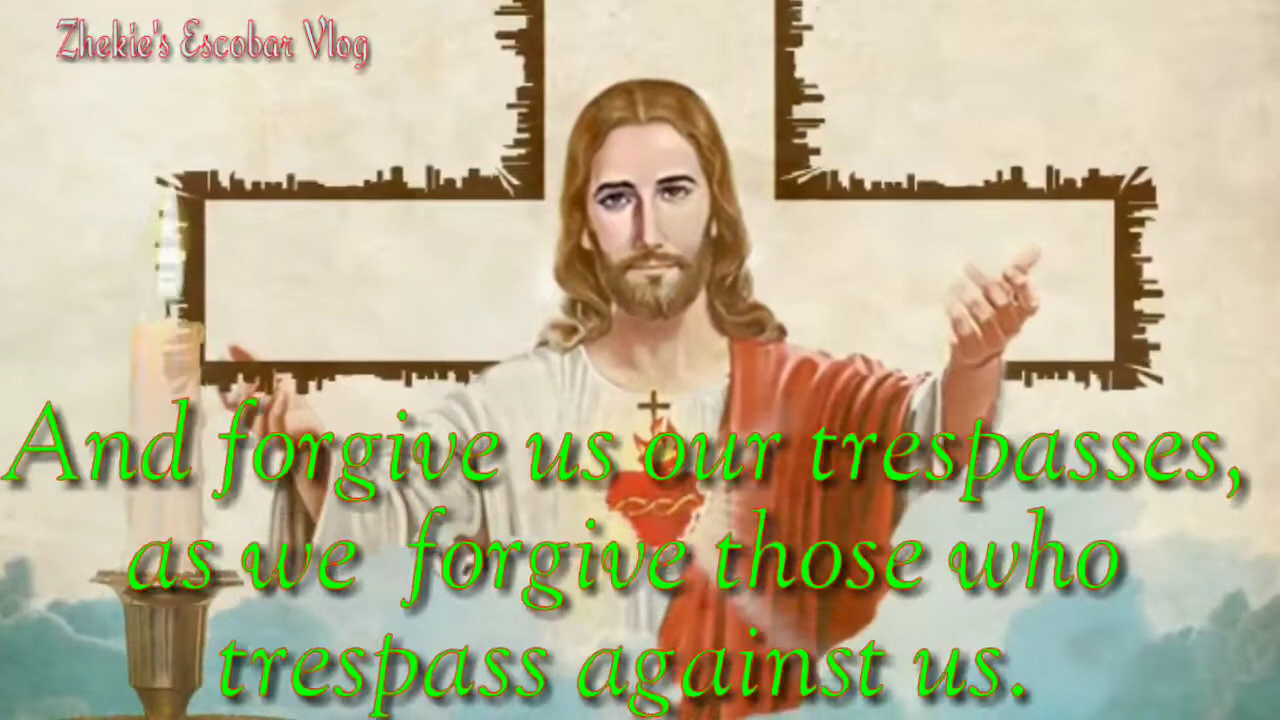 Zhekie's Escobar Vlog
And forgive us our trespasses,
as we forgive those who
trespass against us.